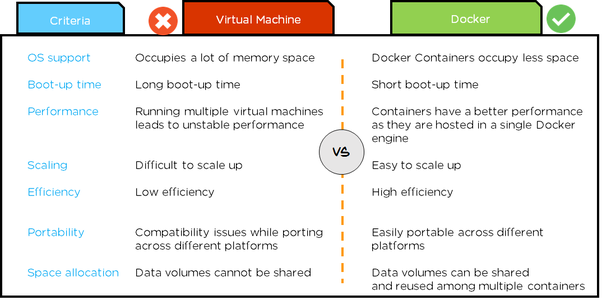 Criteria
Virtual Machine
Docker
OS support
Occupies a lot of memory space
Docker Containers occupy less space
Boot-up time
Long boot-up time
Short boot-up time
Performance
Running multiple virtual machines
leads to unstable performance
Containers have a better performance
as they are hosted in a single Docker
engine
VS
Scaling
Difficult to scale up
Easy to scale up
Efficiency
Low efficiency
High efficiency
Portability
Compatibility issues while porting
across different platforms
Easily portable across different
platforms
Space allocation
Data volumes cannot be shared
Data volumes can be shared
and reused among multiple containers